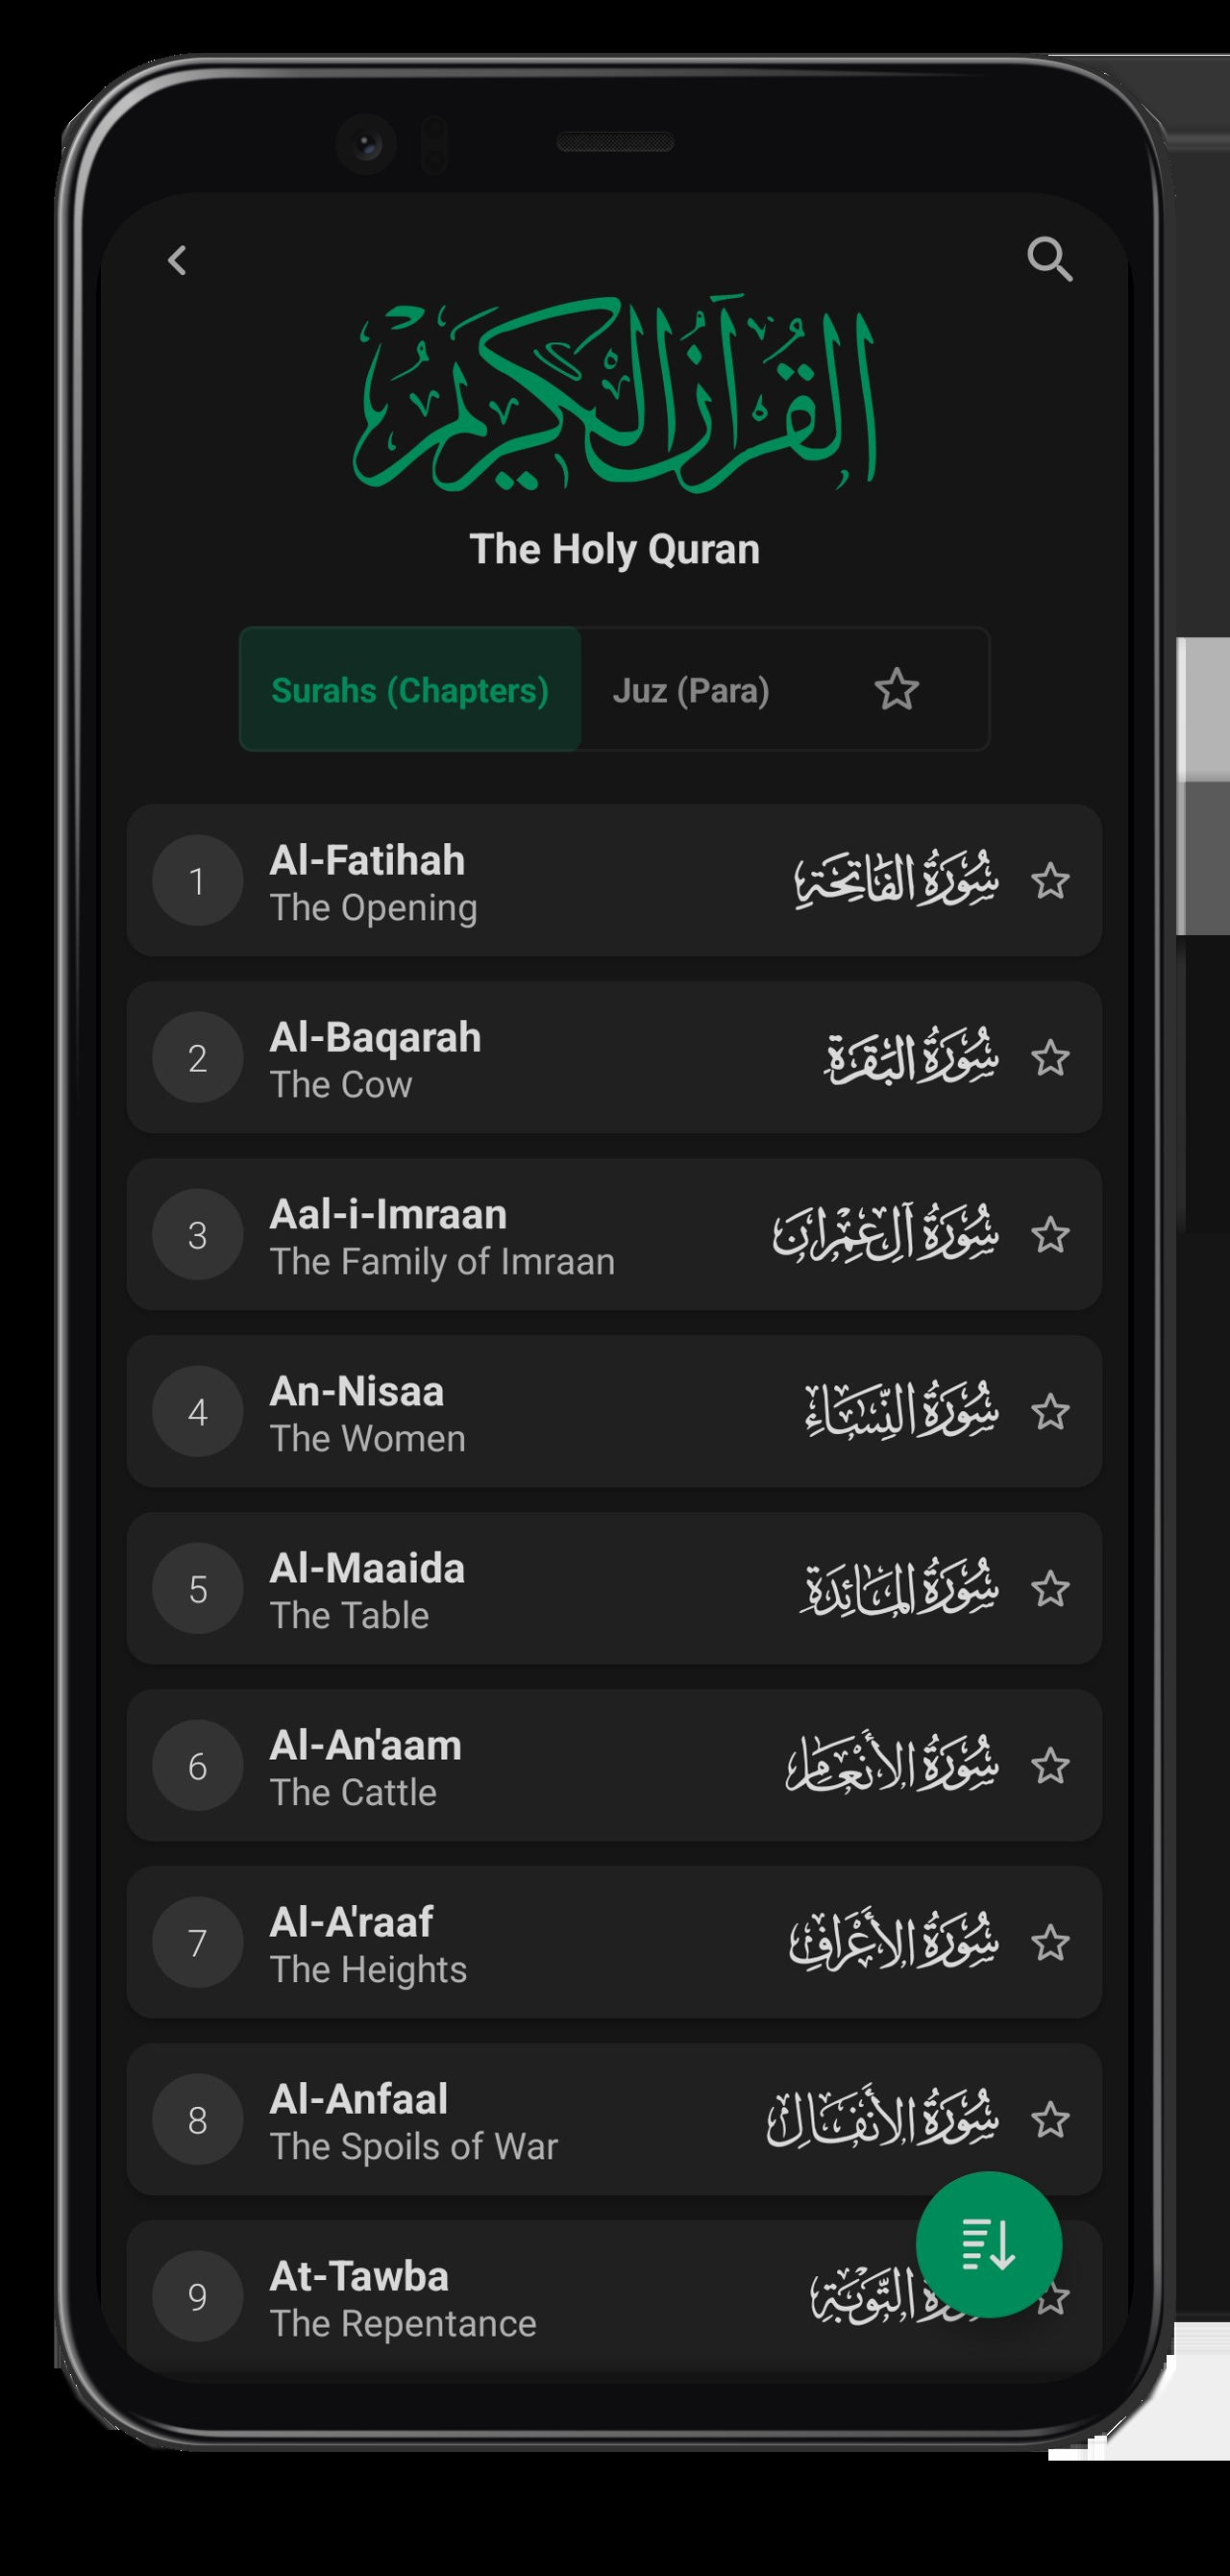 القرآن الكريم
The Holy Quran
Surahs (Chapters) Juz (Para)
1 Al-Fatihah سُورَةُ الفَاتِحَةِ
The Opening
2 Al-Baqarah سُورَةُ البَقَرَةِ
The Cow
3 Aal-i-Imraan سُورَةُ آلِ عِمْرَانَ
The Family of Imraan
4 An-Nisaa سُورَةُ النِّسَاءِ
The Women
5 Al-Maaida سُورَةُ المَائِدَةِ
The Table
6 Al-An'aam سُورَةُ الأَنْعَامِ
The Cattle
7 Al-A'raaf سُورَةُ الأَعْرَافِ
The Heights
8 Al-Anfaal سُورَةُ الأَنْفَالِ
The Spoils of War
9 At-Tawba التَّوْبَةِ
The Repentance